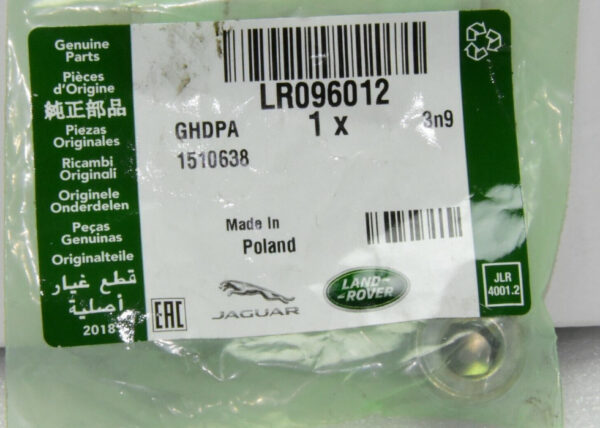 Genuine
Parts
Pièces
d'Origine
純正部品
Piezas
Originales
Ricambi
Originali
Originele
Onderdelen
Peças
Genuinas
Originalteile
قطع غيار
أصلية
2018
LR096012
1 x
3n9
GHDPA
1510638
Made In
Poland
EAC
JAGUAR
LAND-
-ROVER
JLR
4001.2